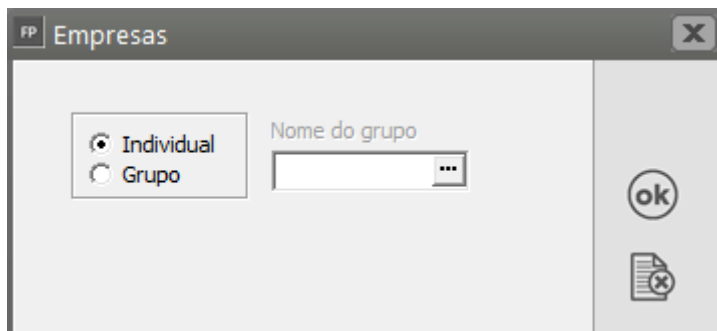 FP Empresas
Individual
Grupo
Nome do grupo
...
ok